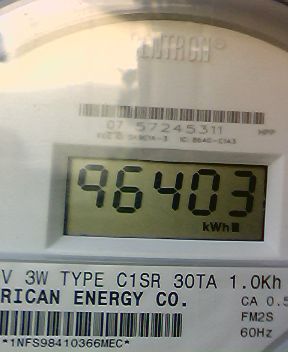 CENTRON®
07 57245311
96403
kWh
V 3W TYPE C1SR 30TA 1.0Kh
RICAN ENERGY CO.
CA 0.5
FM2S
60Hz
*1NFS98410366MEC*